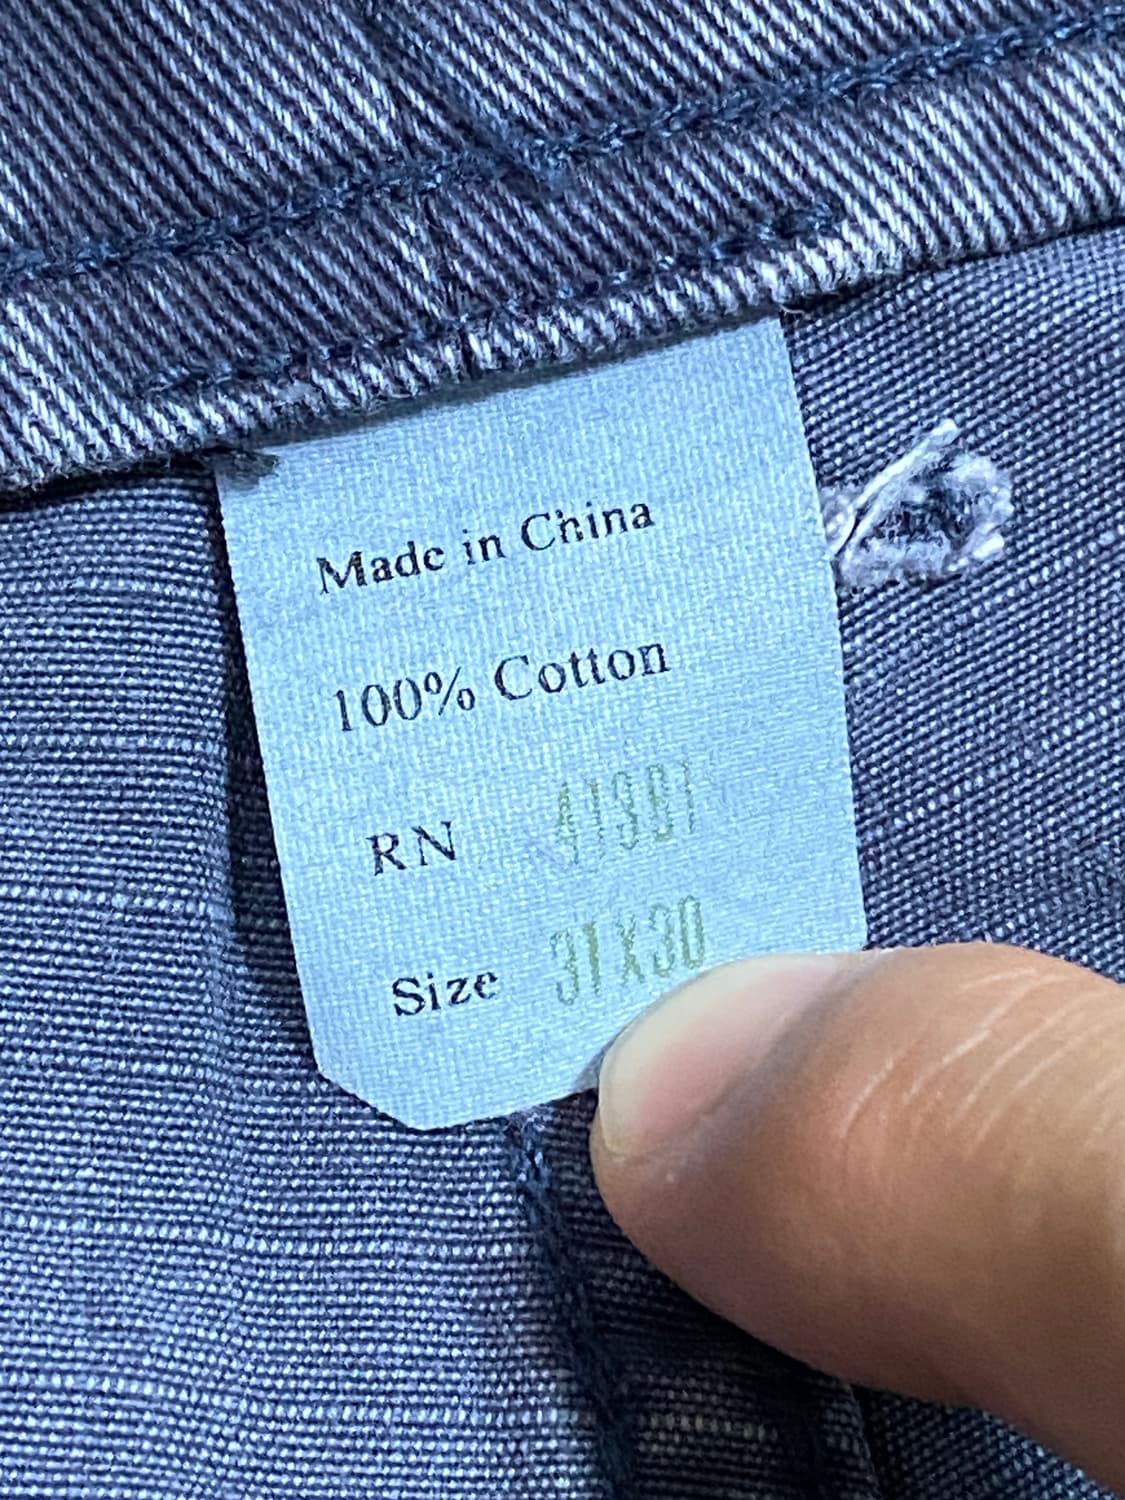 Made in China
100% Cotton
RN 41381
Size 31X30